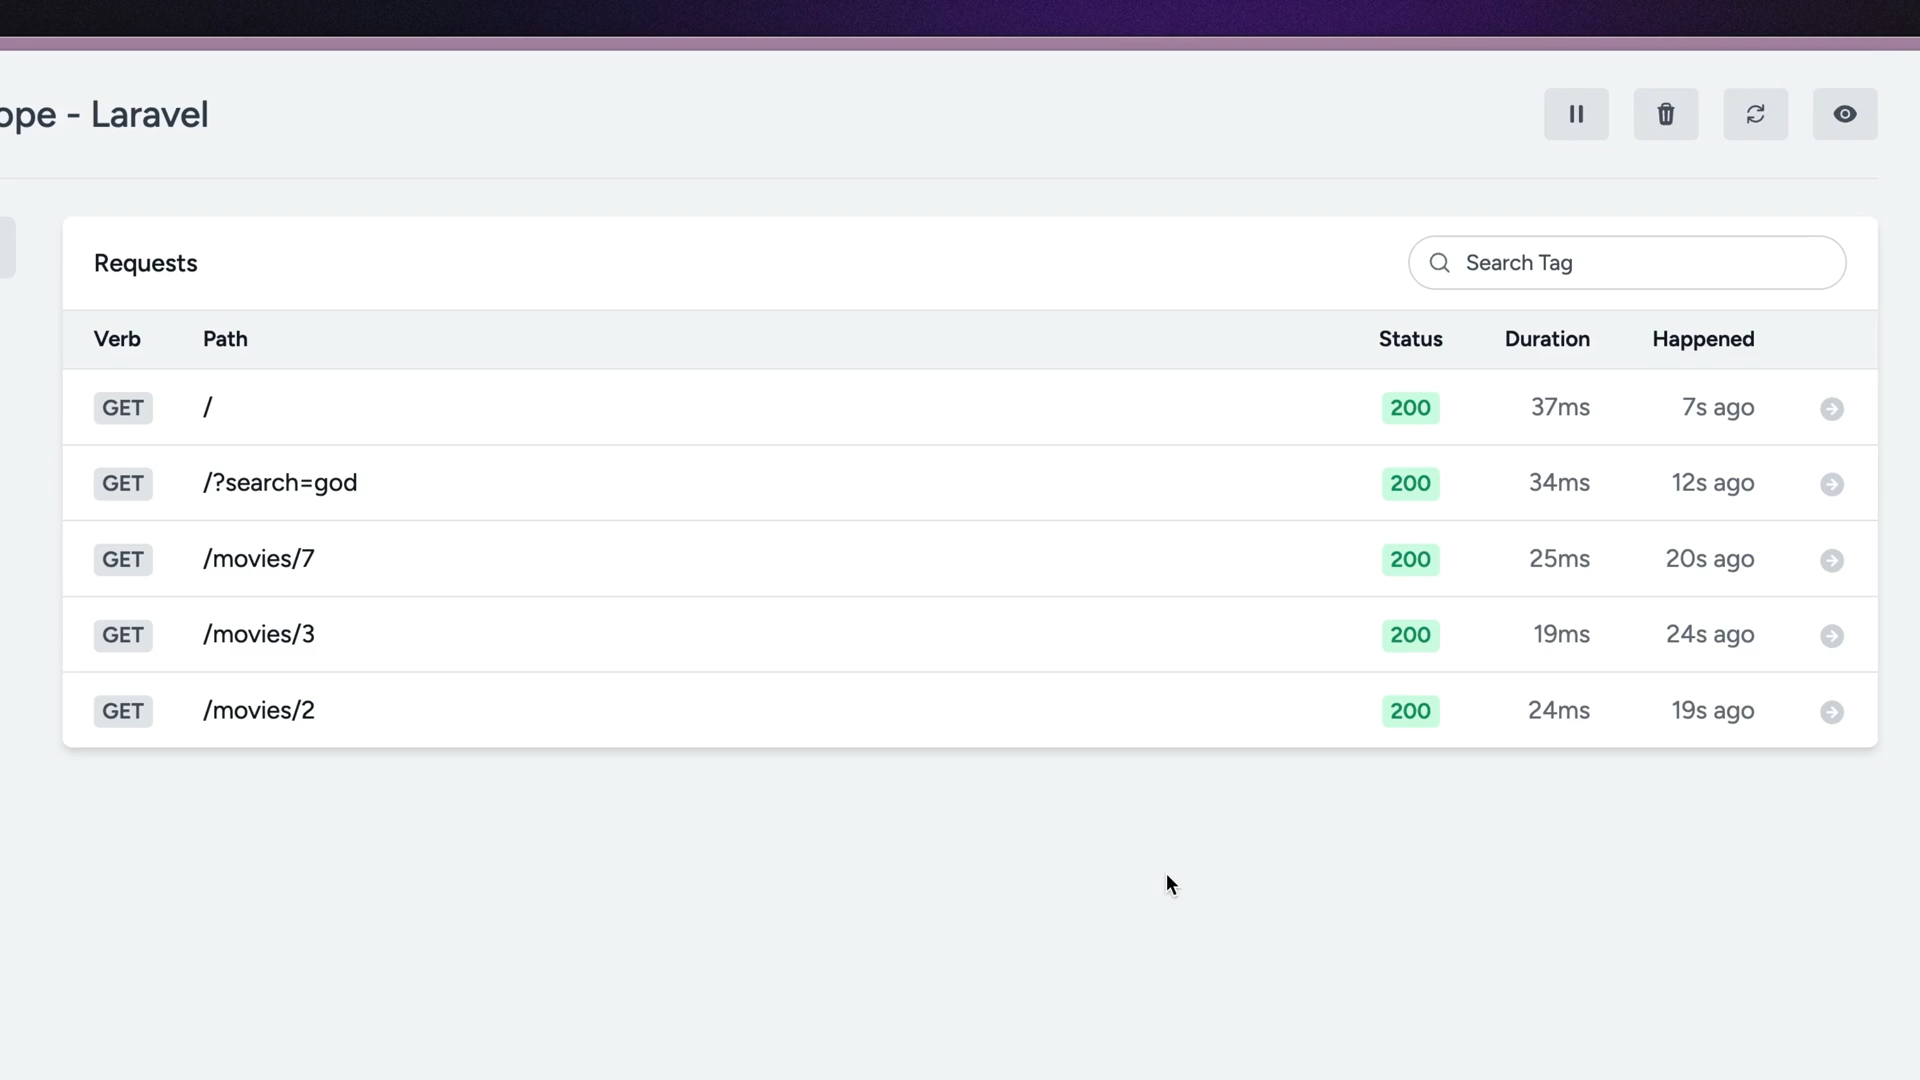 ope - Laravel
Requests
Search Tag
Verb Path Status Duration Happened
GET / 200 37ms 7s ago
GET /?search=god 200 34ms 12s ago
GET /movies/7 200 25ms 20s ago
GET /movies/3 200 19ms 24s ago
GET /movies/2 200 24ms 19s ago